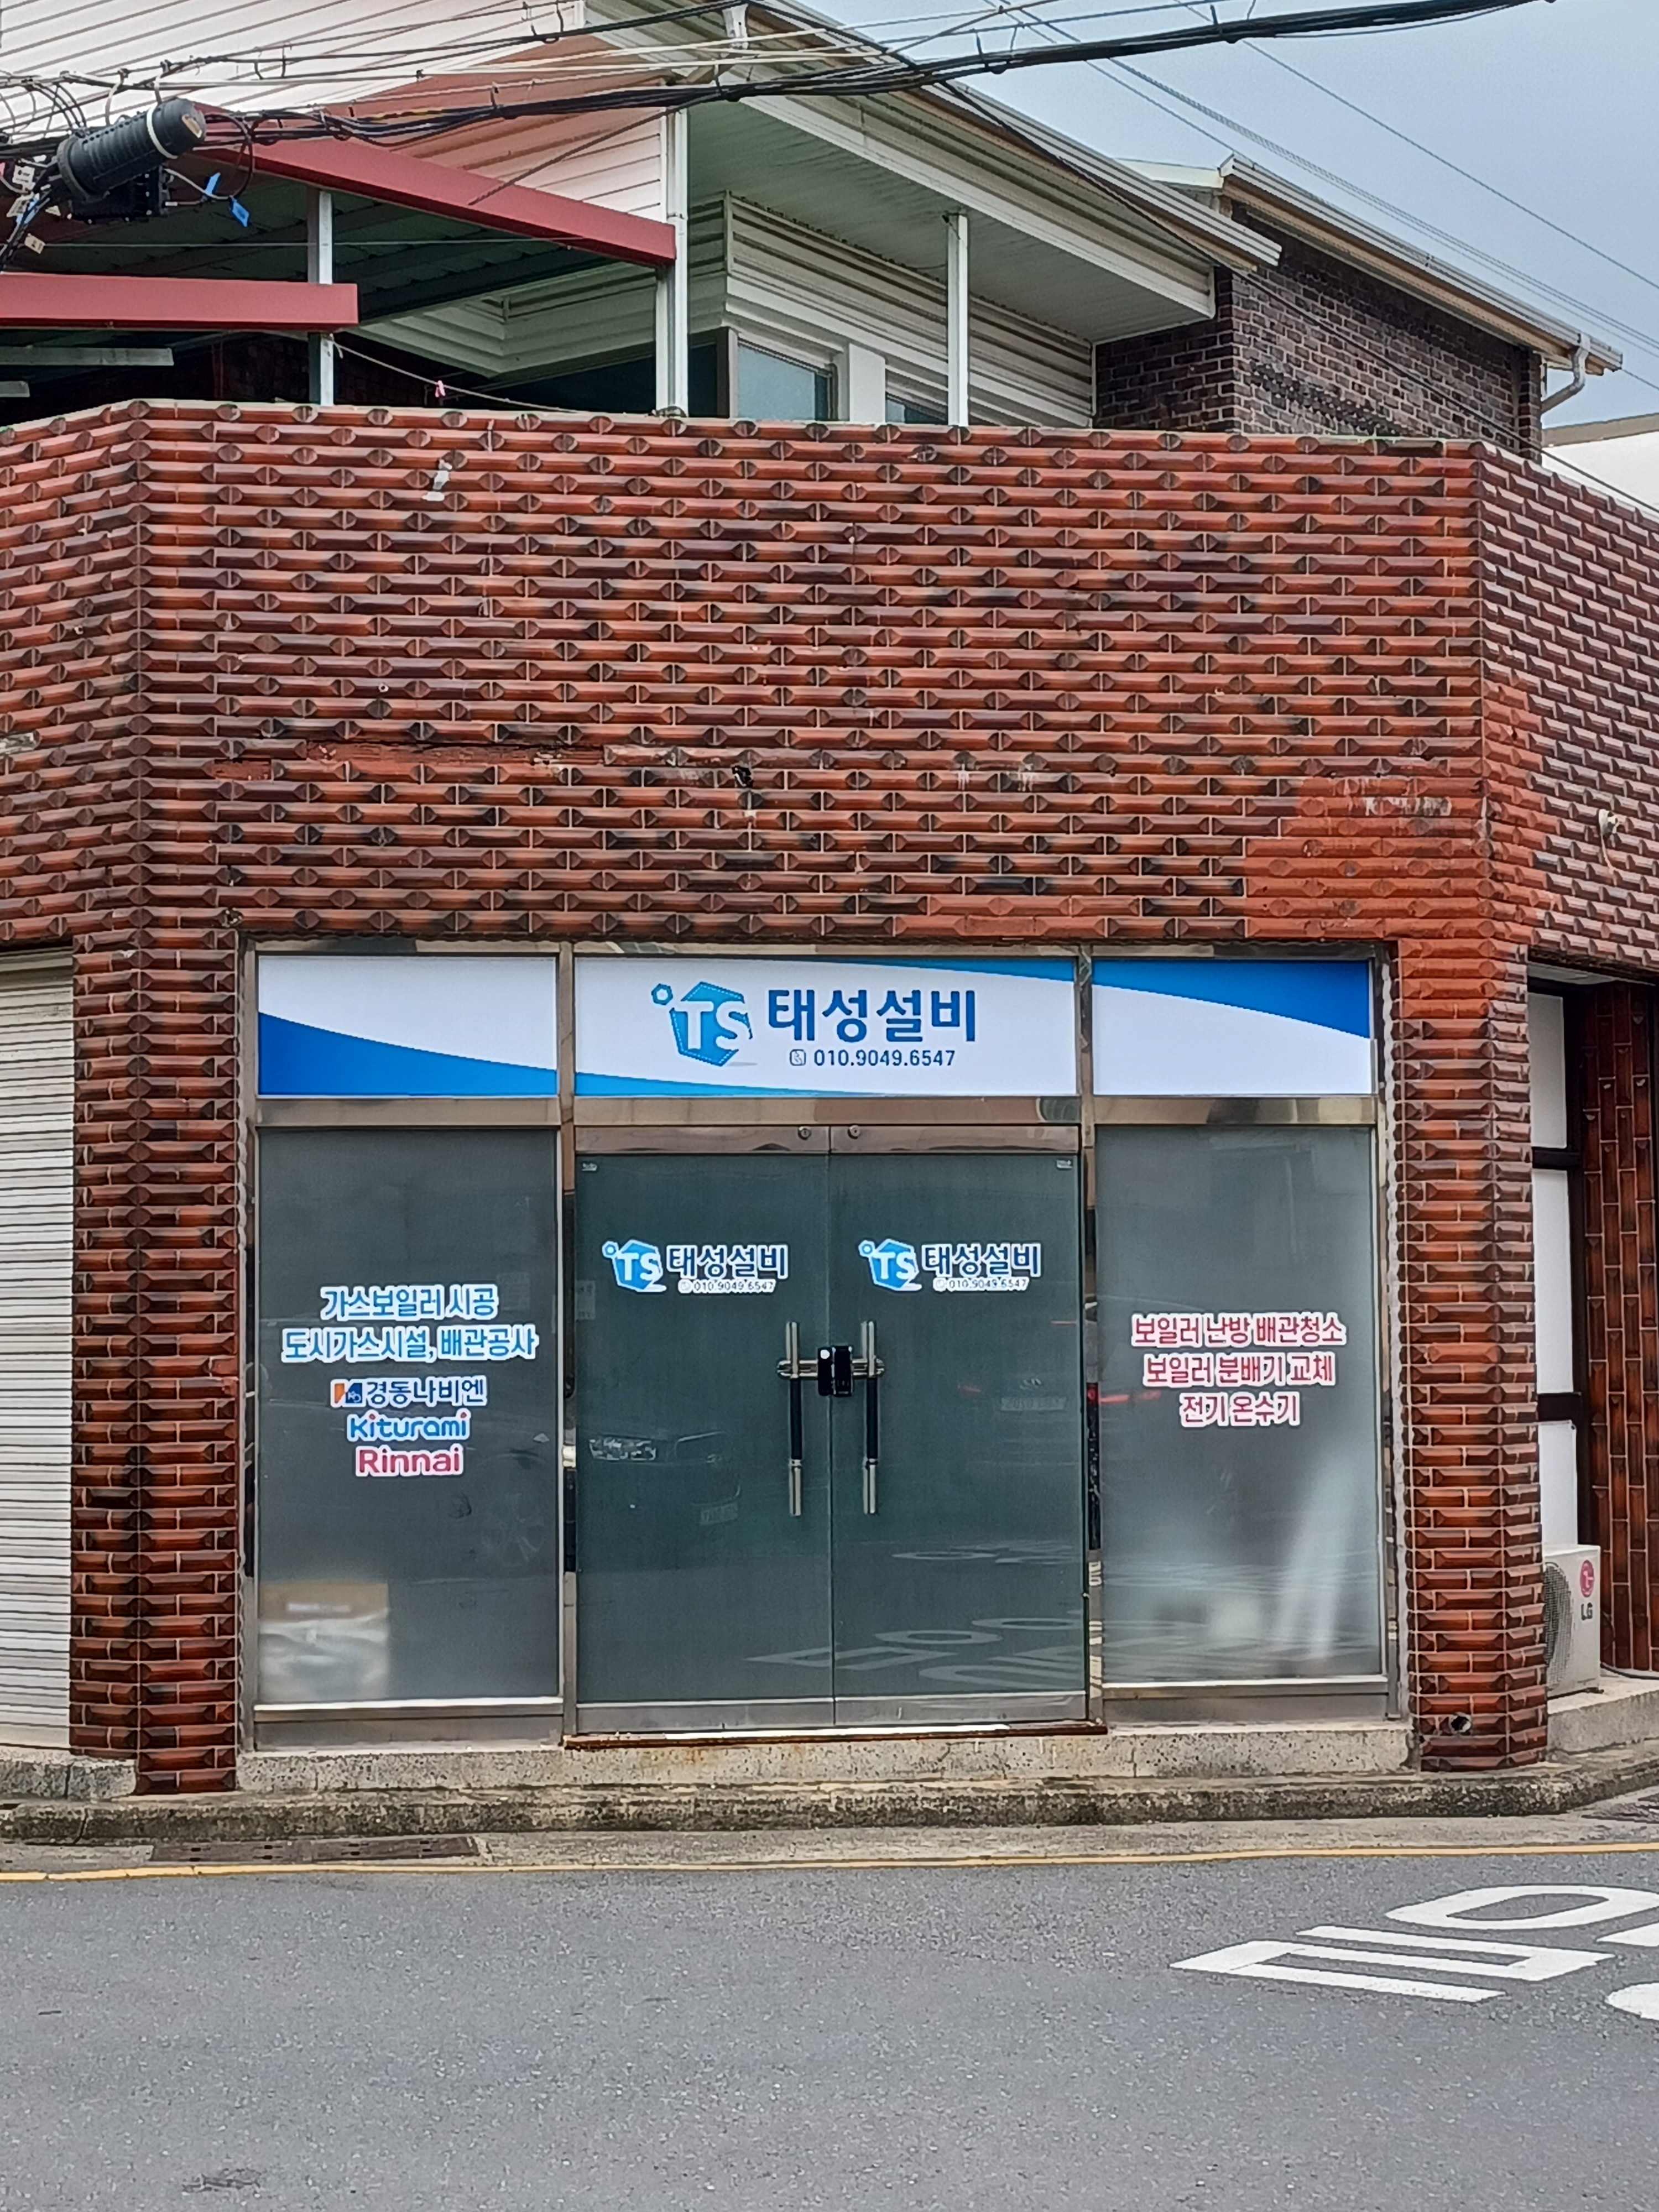 TS 태성설비
010.9049.6547
TS 태성설비
010.9049.6547
TS 태성설비
010.9049.6547
가스보일러 시공
도시가스시설, 배관공사
KD 경동나비엔
kiturami
Rinnai
보일러 난방 배관청소
보일러 분배기 교체
전기 온수기
LG